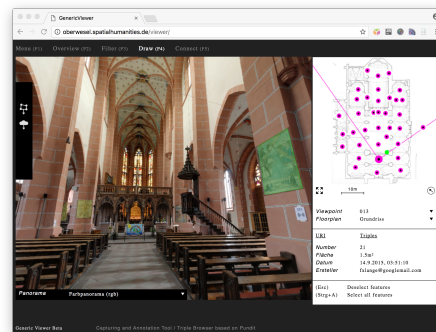 GenericViewer
oberwesel.spatialhumanities.de/viewer/
Menu (F1) Overview (F2) Filter (F3) Draw (F4) Connect (F5)
10m
Viewpoint 013
Floorplan Grundriss
URI Triples
Number 21
Fläche 1.5m²
Datum 14.9.2015, 03:51:10
Ersteller fslange@googlemail.com
(Esc) Deselect features
(Strg+A) Select all features
Panorama Farbpanorama (rgb)
Generic Viewer Beta Capturing and Annotation Tool / Triple Browser based on Pundit